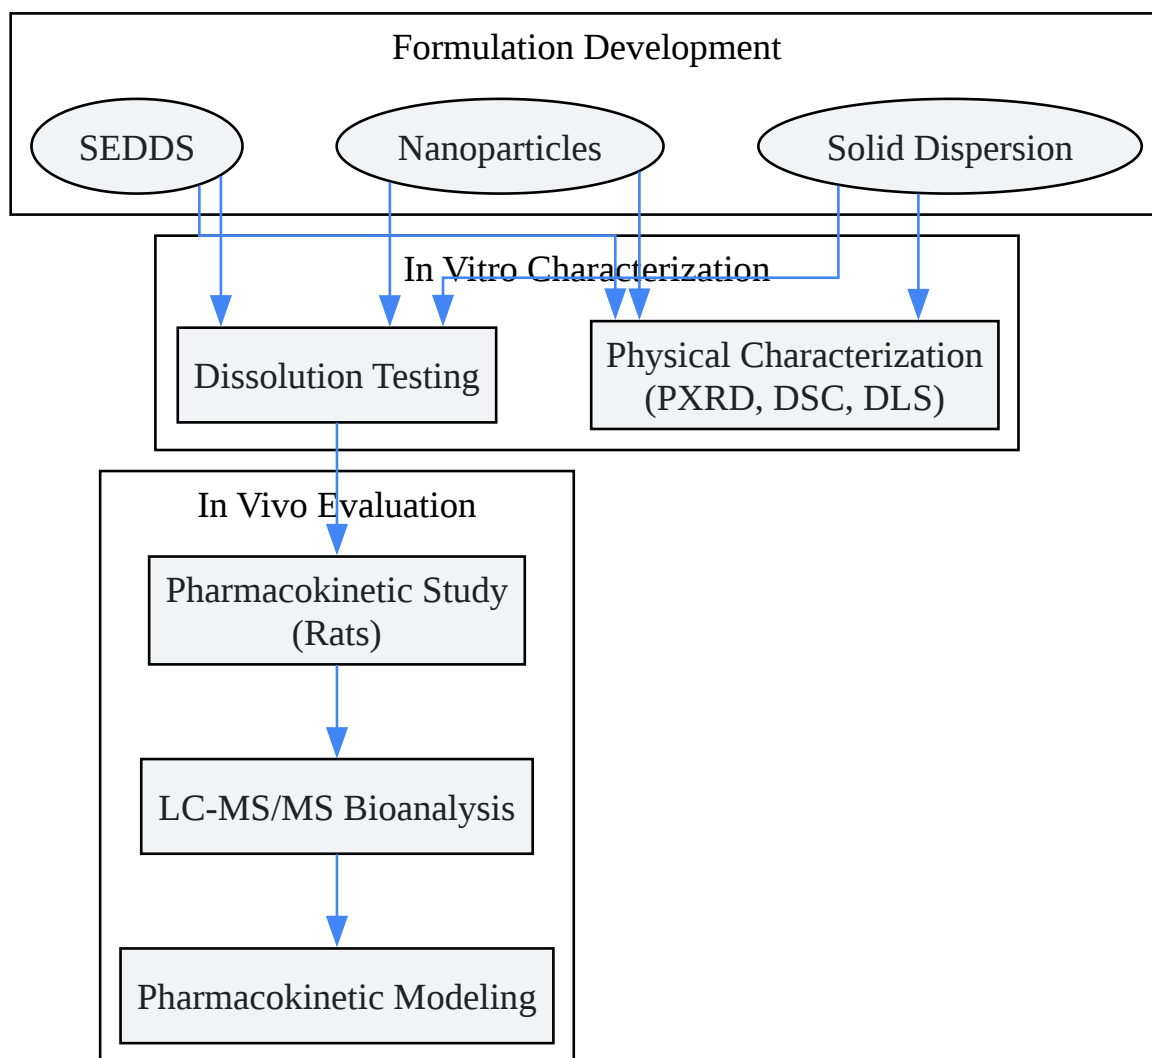 Formulation Development
SEDDS
Nanoparticles
Solid Dispersion
In Vitro Characterization
Dissolution Testing
Physical Characterization
(PXRD, DSC, DLS)
In Vivo Evaluation
Pharmacokinetic Study
(Rats)
LC-MS/MS Bioanalysis
Pharmacokinetic Modeling